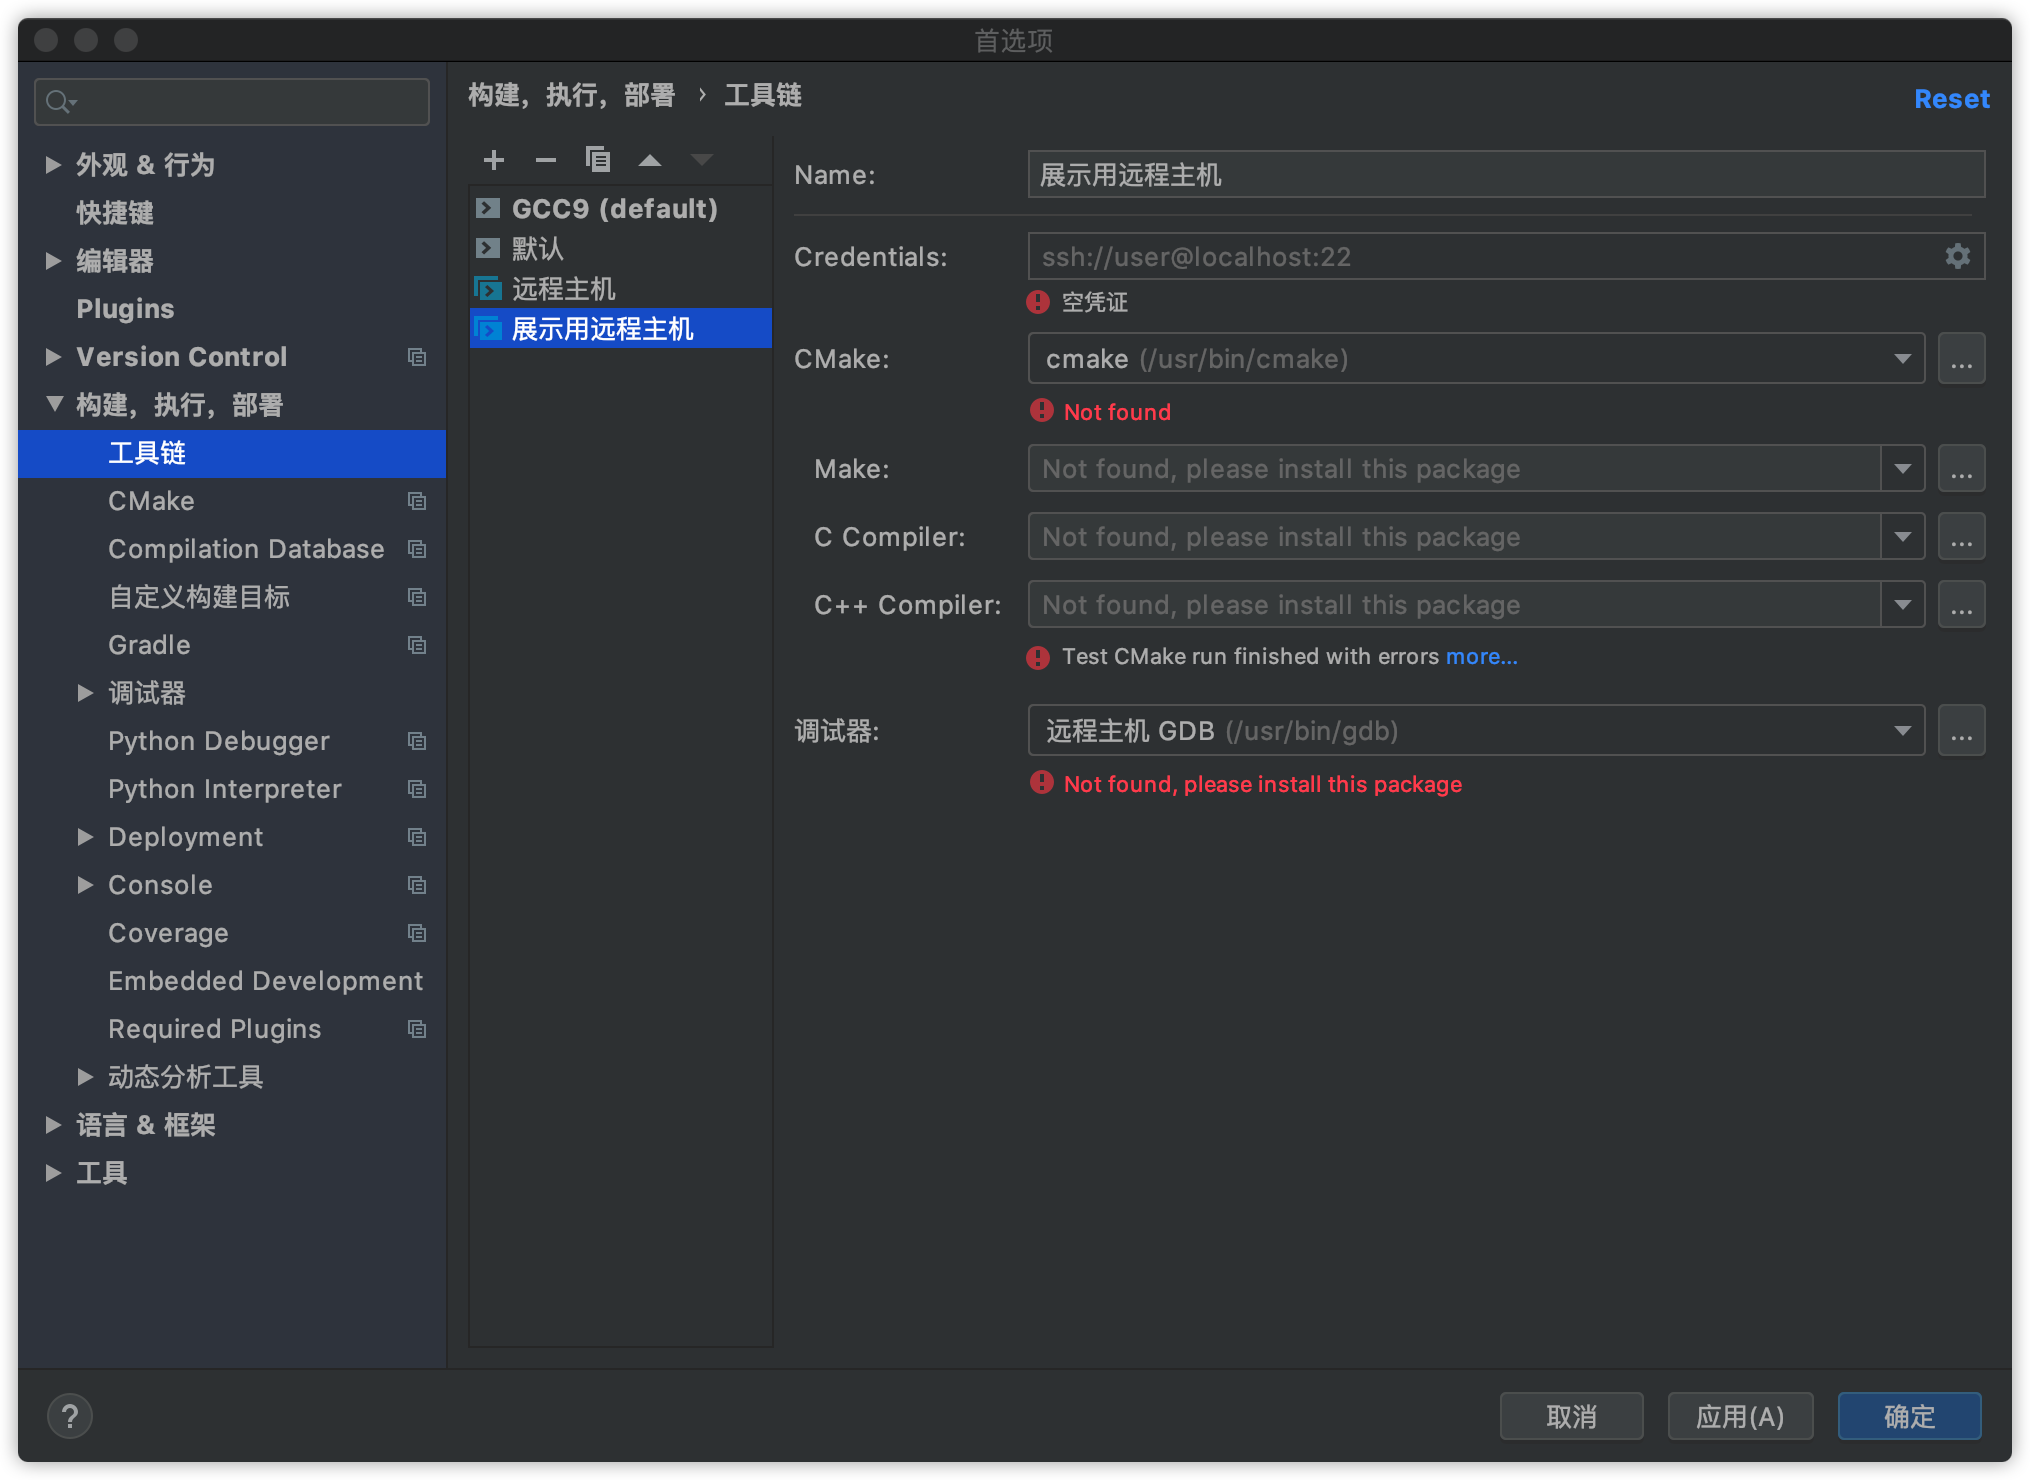 首选项
外观 & 行为
快捷键
编辑器
Plugins
Version Control
构建，执行，部署
工具链
CMake
Compilation Database
自定义构建目标
Gradle
调试器
Python Debugger
Python Interpreter
Deployment
Console
Coverage
Embedded Development
Required Plugins
动态分析工具
语言 & 框架
工具
构建，执行，部署 › 工具链
Reset
GCC9 (default)
默认
远程主机
展示用远程主机
Name: 展示用远程主机
Credentials: ssh://user@localhost:22
空凭证
CMake: cmake (/usr/bin/cmake) ...
Not found
Make: Not found, please install this package ...
C Compiler: Not found, please install this package ...
C++ Compiler: Not found, please install this package ...
Test CMake run finished with errors more...
调试器: 远程主机 GDB (/usr/bin/gdb) ...
Not found, please install this package
? 取消 应用(A) 确定